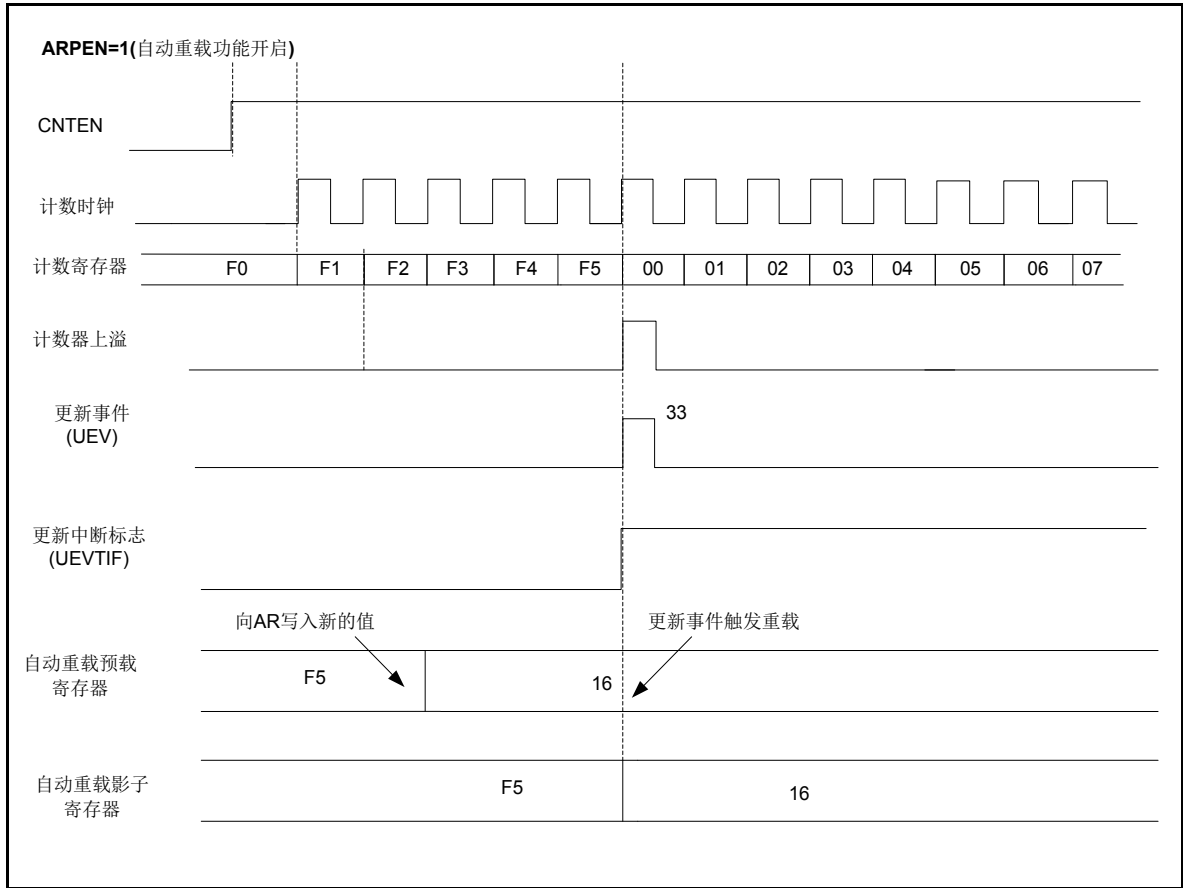 ARPEN=1(自动重载功能开启)
CNTEN
计数时钟
计数寄存器
F0 F1 F2 F3 F4 F5 00 01 02 03 04 05 06 07
计数器上溢
更新事件
(UEV)
33
更新中断标志
(UEVTIF)
向AR写入新的值
更新事件触发重载
自动重载预载
寄存器
F5
16
自动重载影子
寄存器
F5
16